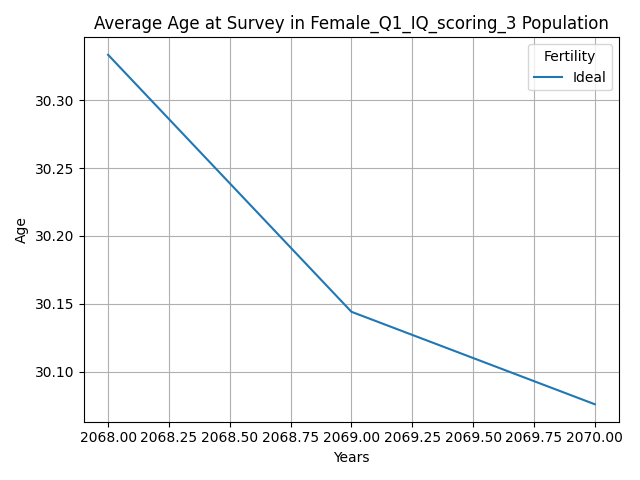 Average Age at Survey in Female_Q1_IQ_scoring_3 Population
Fertility
Ideal
30.30
30.25
30.20
30.15
30.10
Age
2068.00 2068.25 2068.50 2068.75 2069.00 2069.25 2069.50 2069.75 2070.00
Years